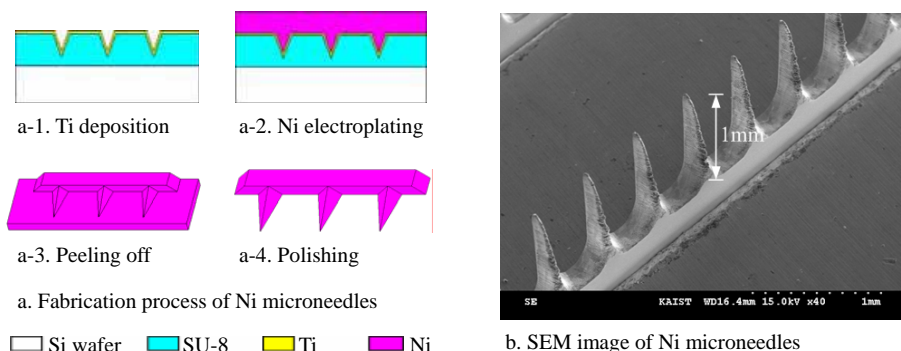 a-1. Ti deposition
a-2. Ni electroplating
a-3. Peeling off
a-4. Polishing
a. Fabrication process of Ni microneedles
Si wafer SU-8 Ti Ni
1mm
SE KAIST WD16.4mm 15.0kV x40 1mm
b. SEM image of Ni microneedles